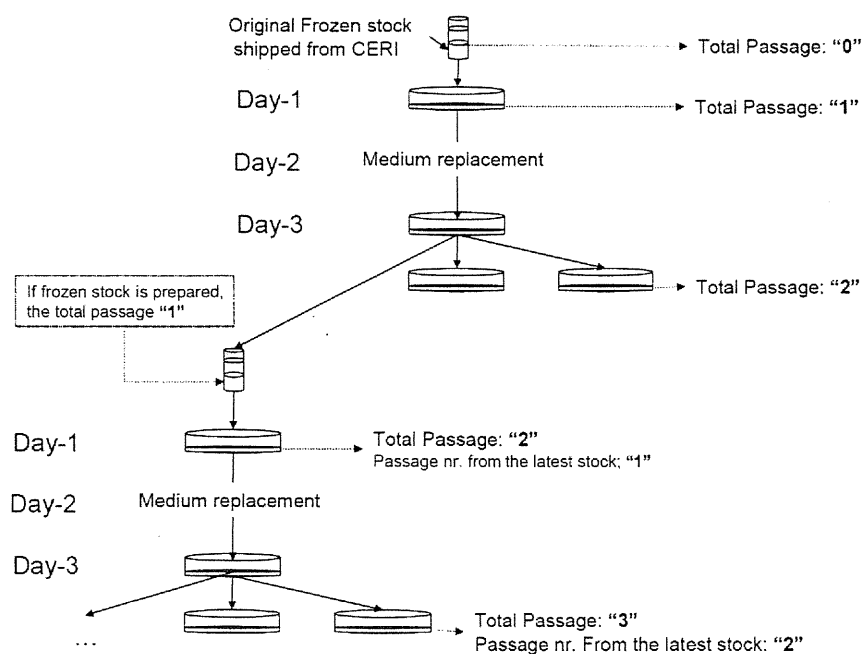 Original Frozen stock
shipped from CERI
Total Passage: “0”
Day-1
Total Passage: “1”
Day-2
Medium replacement
Day-3
Total Passage: “2”
If frozen stock is prepared,
the total passage “1”
Day-1
Total Passage: “2”
Passage nr. from the latest stock; “1”
Day-2
Medium replacement
Day-3
...
Total Passage: “3”
Passage nr. From the latest stock: “2”